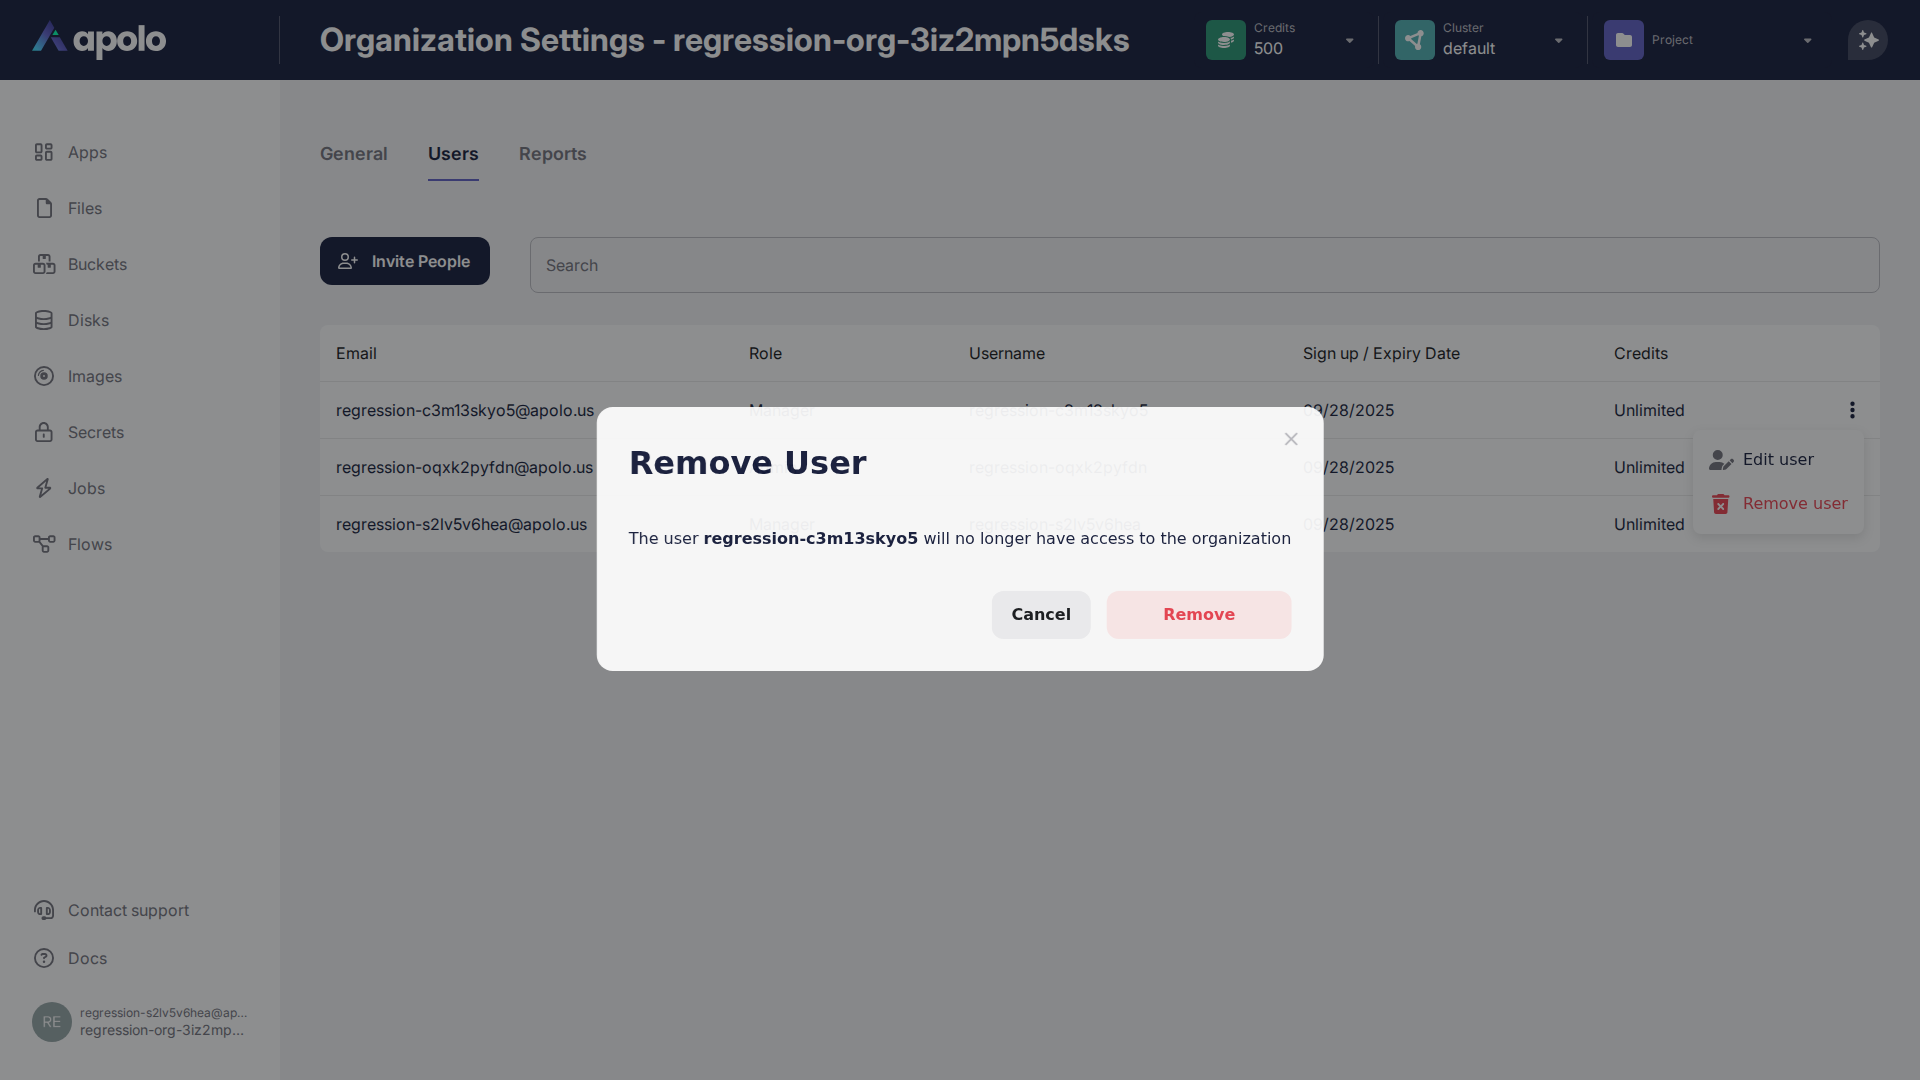 apolo
Organization Settings - regression-org-3iz2mpn5dsks
Credits
500
Cluster
default
Project
Apps
Files
Buckets
Disks
Images
Secrets
Jobs
Flows
General Users Reports
Invite People
Search
Email Role Username Sign up / Expiry Date Credits
regression-c3m13skyo5@apolo.us Manager regression-c3m13skyo5 09/28/2025 Unlimited
regression-oqxk2pyfdn@apolo.us regression-oqxk2pyfdn 09/28/2025 Unlimited
regression-s2lv5v6hea@apolo.us Manager regression-s2lv5v6hea 09/28/2025 Unlimited
Edit user
Remove user
Remove User
The user regression-c3m13skyo5 will no longer have access to the organization
Cancel Remove
Contact support
Docs
RE
regression-s2lv5v6hea@ap...
regression-org-3iz2mp...